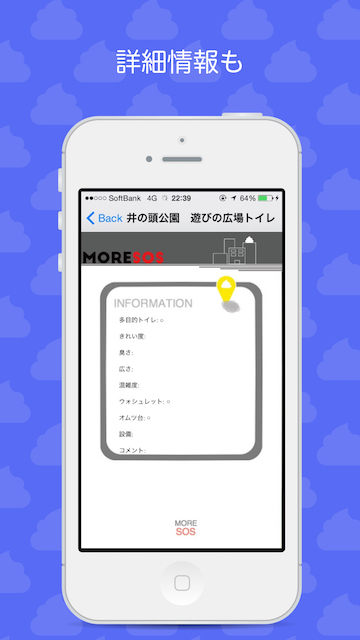 詳細情報も
SoftBank 4G 22:39 64%
Back 井の頭公園 遊びの広場トイレ
MORESOS
INFORMATION
多目的トイレ: ○
きれい度:
臭さ:
広さ:
混雑度:
ウォシュレット: ○
オムツ台: ○
設備:
コメント:
MORE
SOS